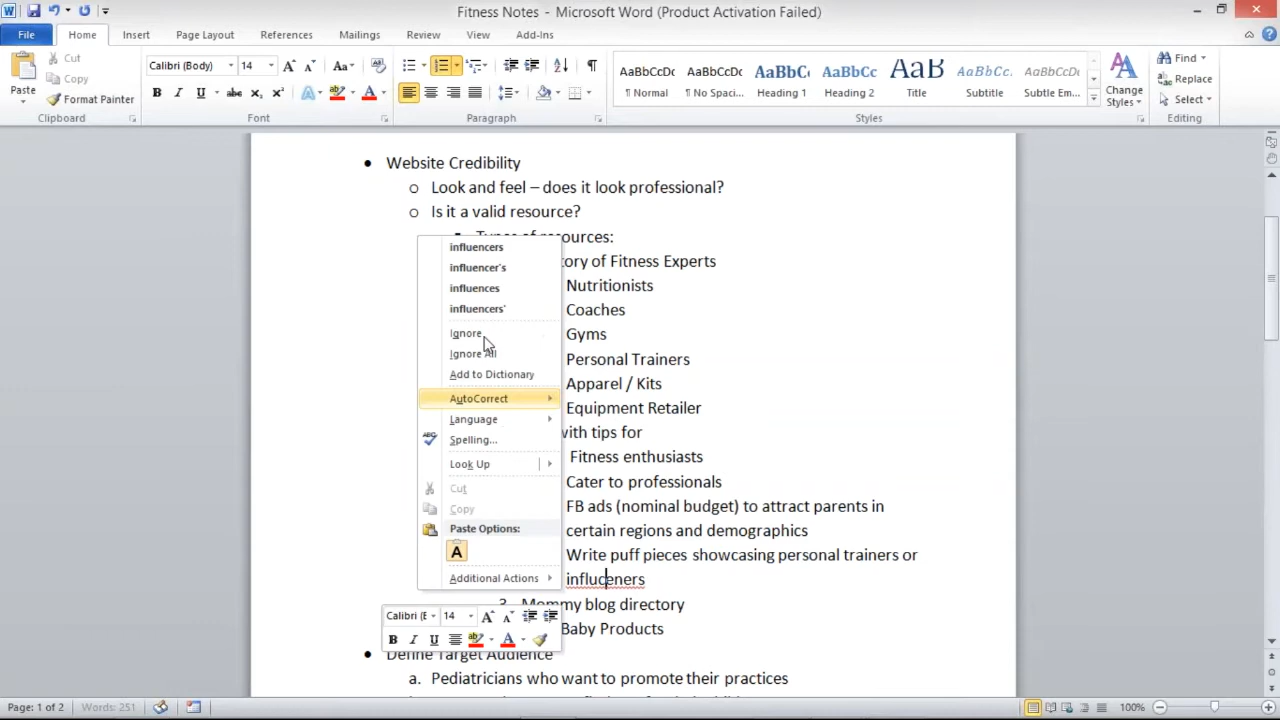 Fitness Notes - Microsoft Word (Product Activation Failed)
File Home Insert Page Layout References Mailings Review View Add-Ins
Paste
Cut
Copy
Format Painter
Clipboard
Calibri (Body) 14
Font
Paragraph
AaBbCcDc AaBbCcDc AaBbCc AaBbCc AaB AaBbCcDc AaBbCcDc
¶ Normal ¶ No Spaci... Heading 1 Heading 2 Title Subtitle Subtle Em...
Change Styles
Styles
Find
Replace
Select
Editing
• Website Credibility
o Look and feel – does it look professional?
o Is it a valid resource?
Types of resources:
ory of Fitness Experts
Nutritionists
Coaches
Gyms
Personal Trainers
Apparel / Kits
Equipment Retailer
with tips for
Fitness enthusiasts
Cater to professionals
FB ads (nominal budget) to attract parents in
certain regions and demographics
Write puff pieces showcasing personal trainers or
influceners
3. Mommy blog directory
Baby Products
• Define Target Audience
a. Pediatricians who want to promote their practices
influencers
influencer's
influences
influencers'
Ignore
Ignore All
Add to Dictionary
AutoCorrect
Language
Spelling...
Look Up
Cut
Copy
Paste Options:
A
Additional Actions
Calibri (E 14
B I U
Page: 1 of 2 Words: 251 100%